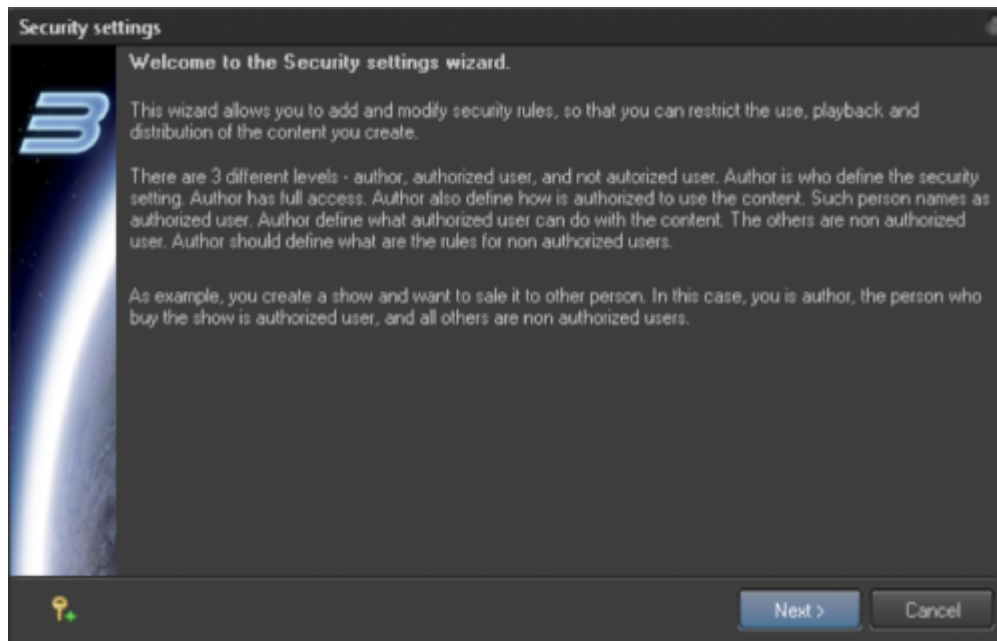 Security settings
Welcome to the Security settings wizard.
3
This wizard allows you to add and modify security rules, so that you can restrict the use, playback and
distribution of the content you create.
There are 3 different levels - author, authorized user, and not autorized user. Author is who define the security
setting. Author has full access. Author also define how is authorized to use the content. Such person names as
authorized user. Author define what authorized user can do with the content. The others are non authorized
user. Author should define what are the rules for non authorized users.
As example, you create a show and want to sale it to other person. In this case, you is author, the person who
buy the show is authorized user, and all others are non authorized users.
Next >
Cancel